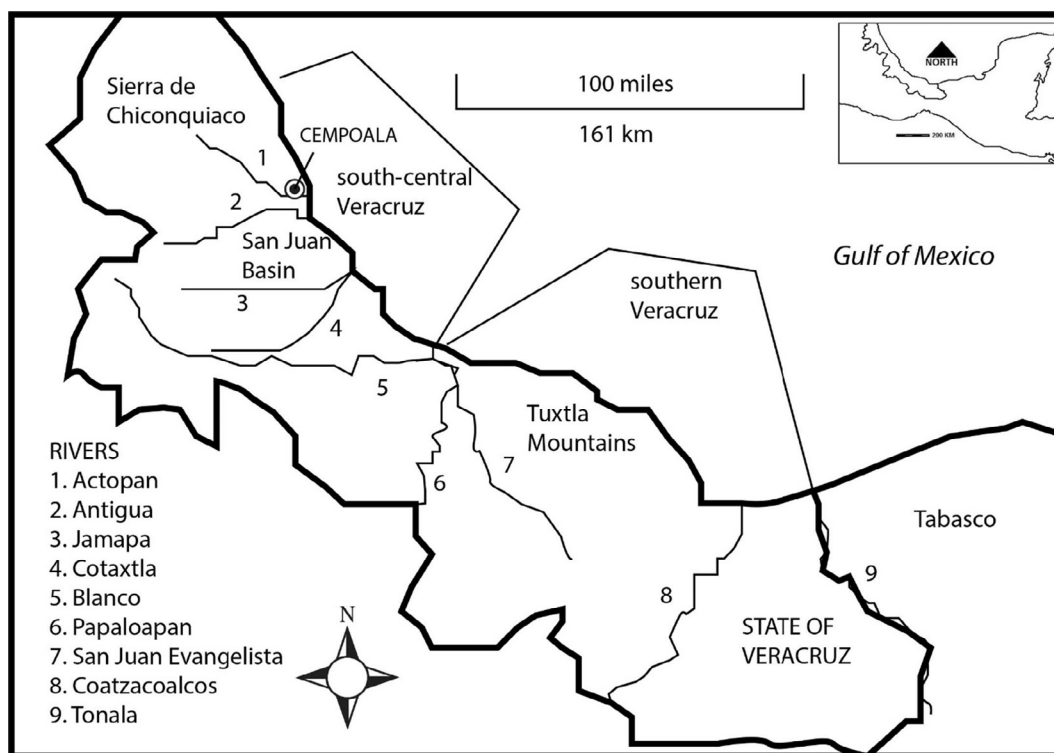 Sierra de
Chiconquiaco
1
CEMPOALA
2
south-central
Veracruz
San Juan
Basin
3
4
5
100 miles
161 km
NORTH
200 KM
Gulf of Mexico
southern
Veracruz
Tuxtla
Mountains
6
7
8
9
Tabasco
STATE OF
VERACRUZ
RIVERS
1. Actopan
2. Antigua
3. Jamapa
4. Cotaxtla
5. Blanco
6. Papaloapan
7. San Juan Evangelista
8. Coatzacoalcos
9. Tonala
N